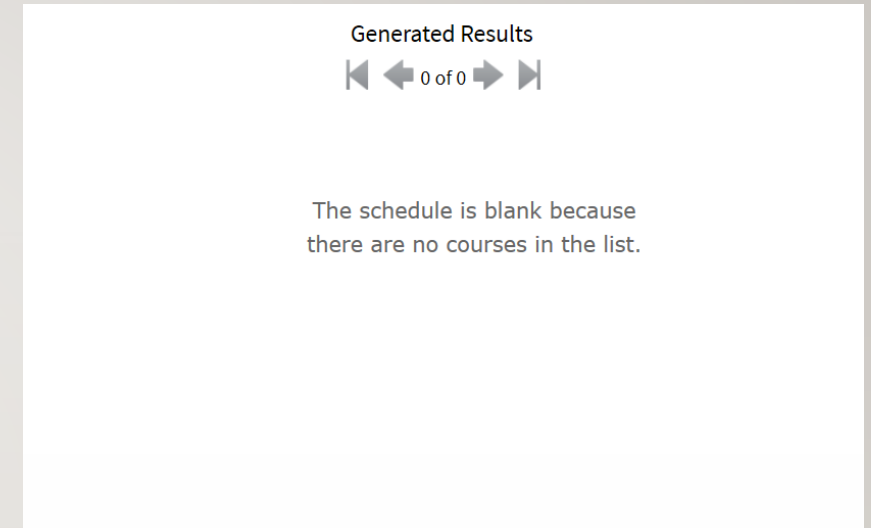 Generated Results
0 of 0
The schedule is blank because
there are no courses in the list.